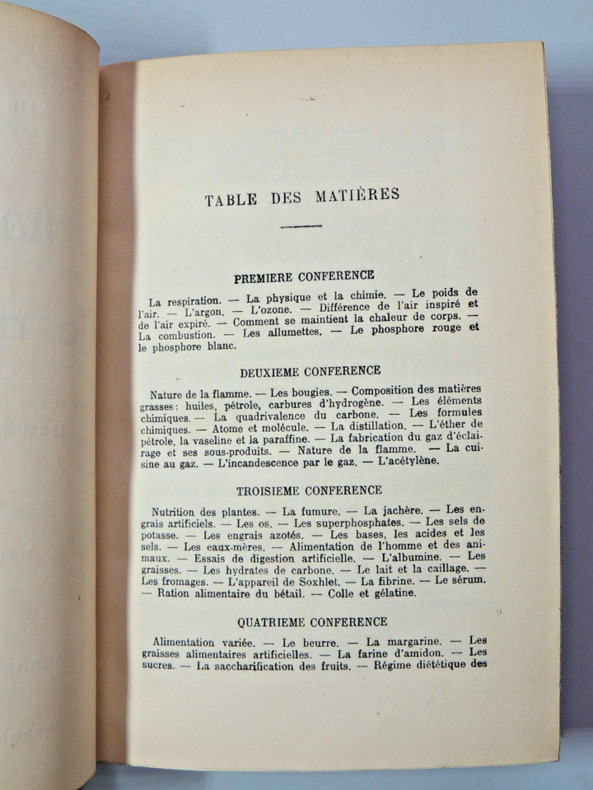 TABLE DES MATIÈRES
PREMIERE CONFERENCE
La respiration. — La physique et la chimie. — Le poids de
l'air. — L'argon. — L'ozone. — Différence de l'air inspiré et
de l'air expiré. — Comment se maintient la chaleur de corps. —
La combustion. — Les allumettes. — Le phosphore rouge et
le phosphore blanc.
DEUXIEME CONFERENCE
Nature de la flamme. — Les bougies. — Composition des matières
grasses: huiles, pétrole, carbures d'hydrogène. — Les éléments
chimiques. — La quadrivalence du carbone. — Les formules
chimiques. — Atome et molécule. — La distillation. — L'éther de
pétrole, la vaseline et la paraffine. — La fabrication du gaz d'éclai-
rage et ses sous-produits. — Nature de la flamme. — La cui-
sine au gaz. — L'incandescence par le gaz. — L'acétylène.
TROISIEME CONFERENCE
Nutrition des plantes. — La fumure. — La jachère. — Les en-
grais artificiels. — Les os. — Les superphosphates. — Les sels de
potasse. — Les engrais azotés. — Les bases, les acides et les
sels. — Les eaux-mères. — Alimentation de l'homme et des ani-
maux. — Essais de digestion artificielle. — L'albumine. — Les
graisses. — Les hydrates de carbone. — Le lait et la caillage. —
Les fromages. — L'appareil de Soxhlet. — La fibrine. — Le sérum.
— Ration alimentaire du bétail. — Colle et gélatine.
QUATRIEME CONFERENCE
Alimentation variée. — Le beurre. — La margarine. — Les
graisses alimentaires artificielles. — La farine d'amidon. — Les
sucres. — La saccharification des fruits. — Régime diététique des